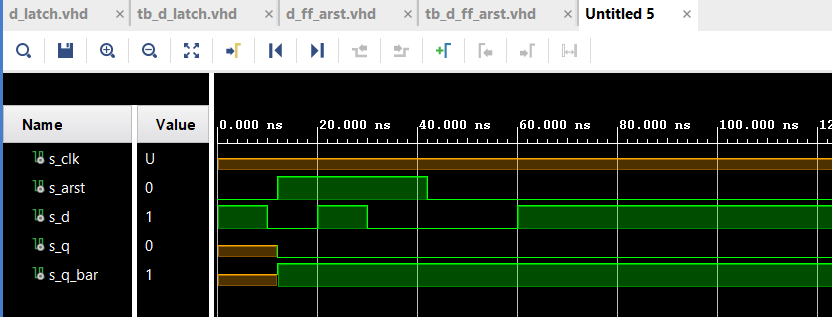 d_latch.vhd × tb_d_latch.vhd × d_ff_arst.vhd × tb_d_ff_arst.vhd × Untitled 5 ×
Name Value 0.000 ns 20.000 ns 40.000 ns 60.000 ns 80.000 ns 100.000 ns 12
s_clk U
s_arst 0
s_d 1
s_q 0
s_q_bar 1